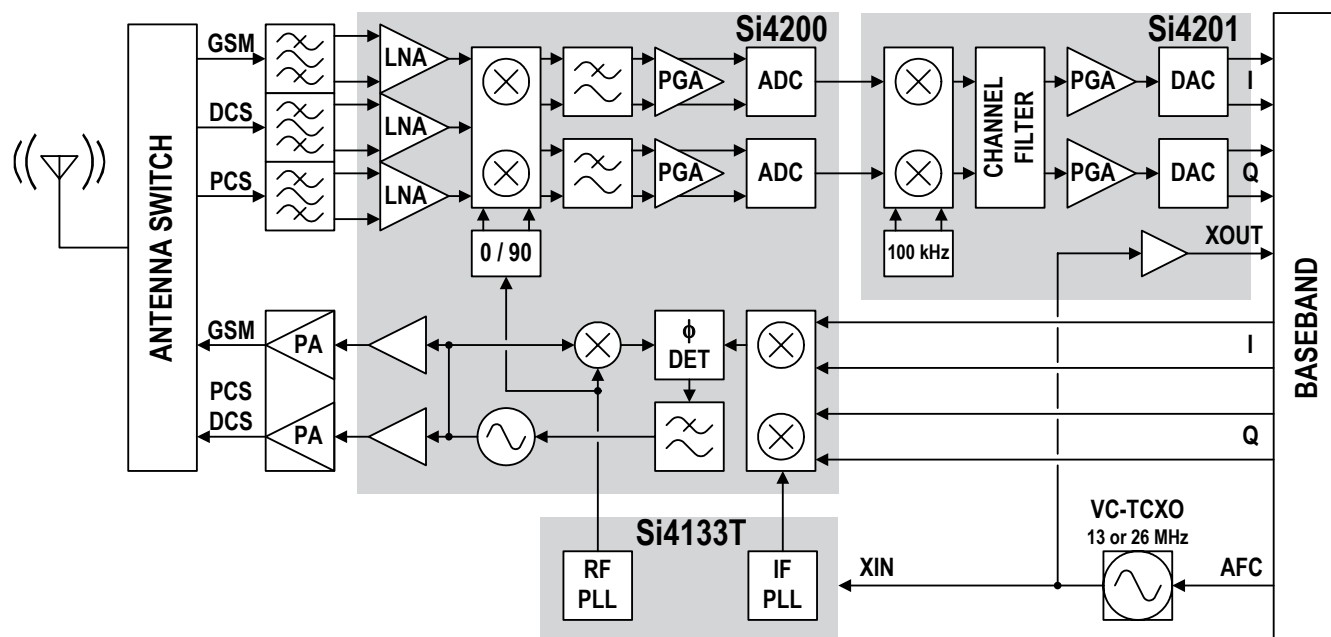 Si4200
Si4201
GSM
DCS
PCS
LNA
LNA
LNA
PGA
PGA
ADC
ADC
CHANNEL
FILTER
PGA
PGA
DAC
DAC
I
Q
ANTENNA SWITCH
0 / 90
100 kHz
XOUT
BASEBAND
GSM
PCS
DCS
PA
PA
ϕ
DET
I
Q
Si4133T
RF
PLL
IF
PLL
XIN
VC-TCXO
13 or 26 MHz
AFC